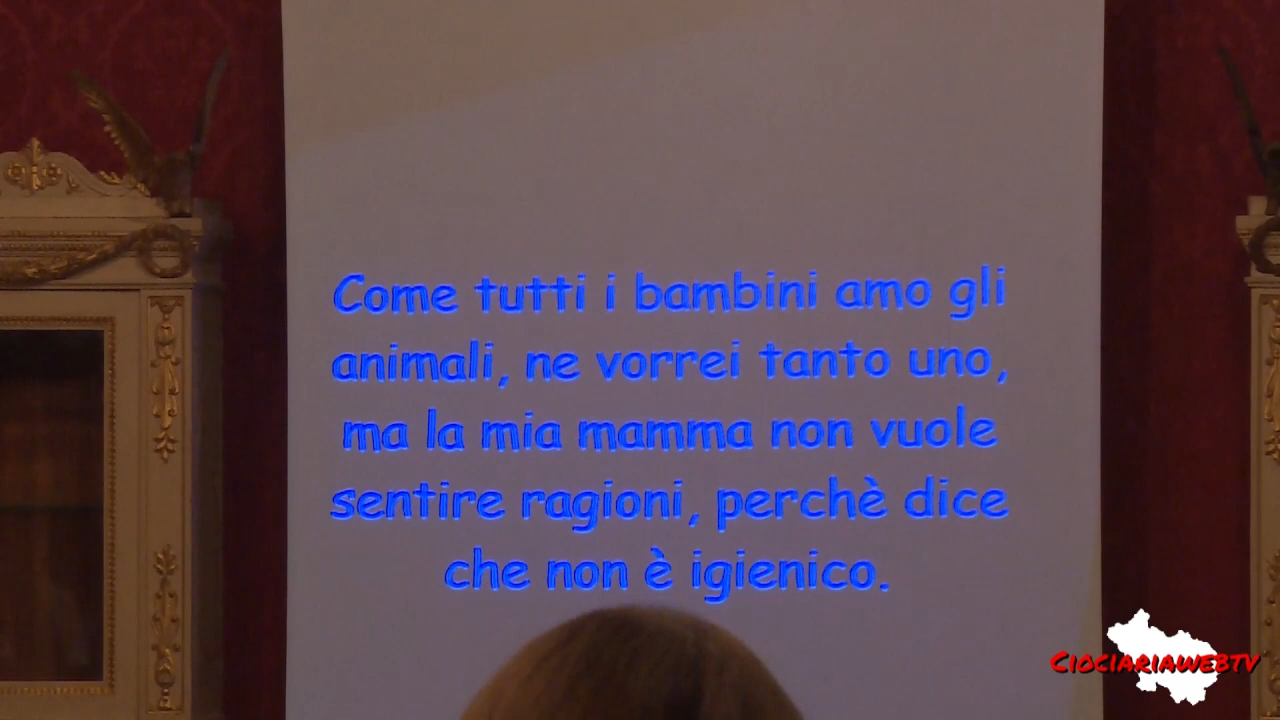 Come tutti i bambini amo gli
animali, ne vorrei tanto uno,
ma la mia mamma non vuole
sentire ragioni, perchè dice
che non è igienico.
CIOCIARIAWEBTV